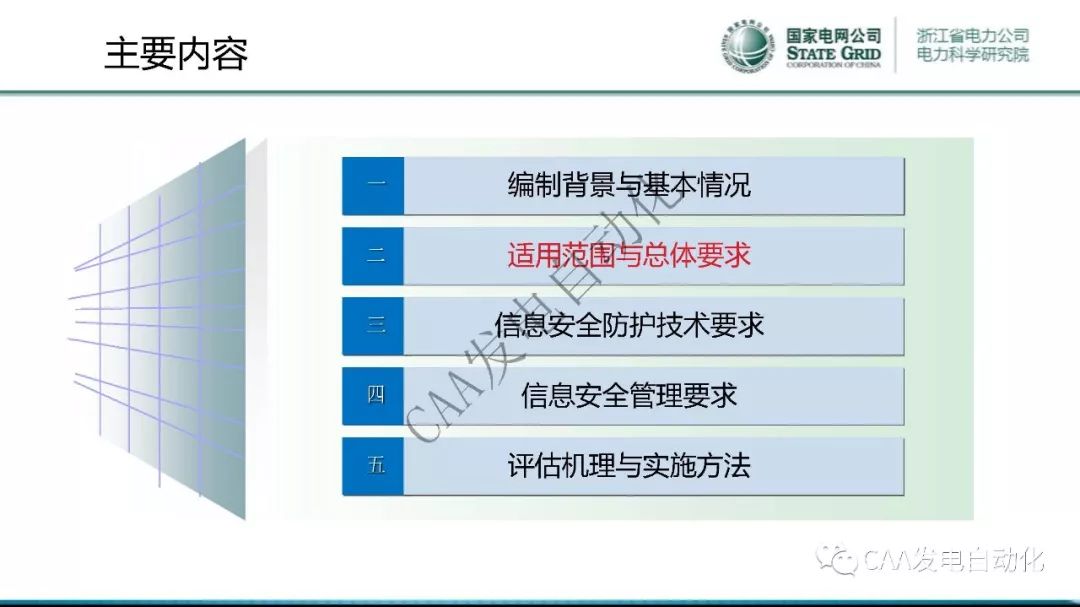 主要内容
国家电网公司
STATE GRID
CORPORATION OF CHINA
浙江省电力公司
电力科学研究院
一 编制背景与基本情况
二 适用范围与总体要求
三 信息安全防护技术要求
四 信息安全管理要求
五 评估机理与实施方法
CAA发电自动化
CAA发电自动化